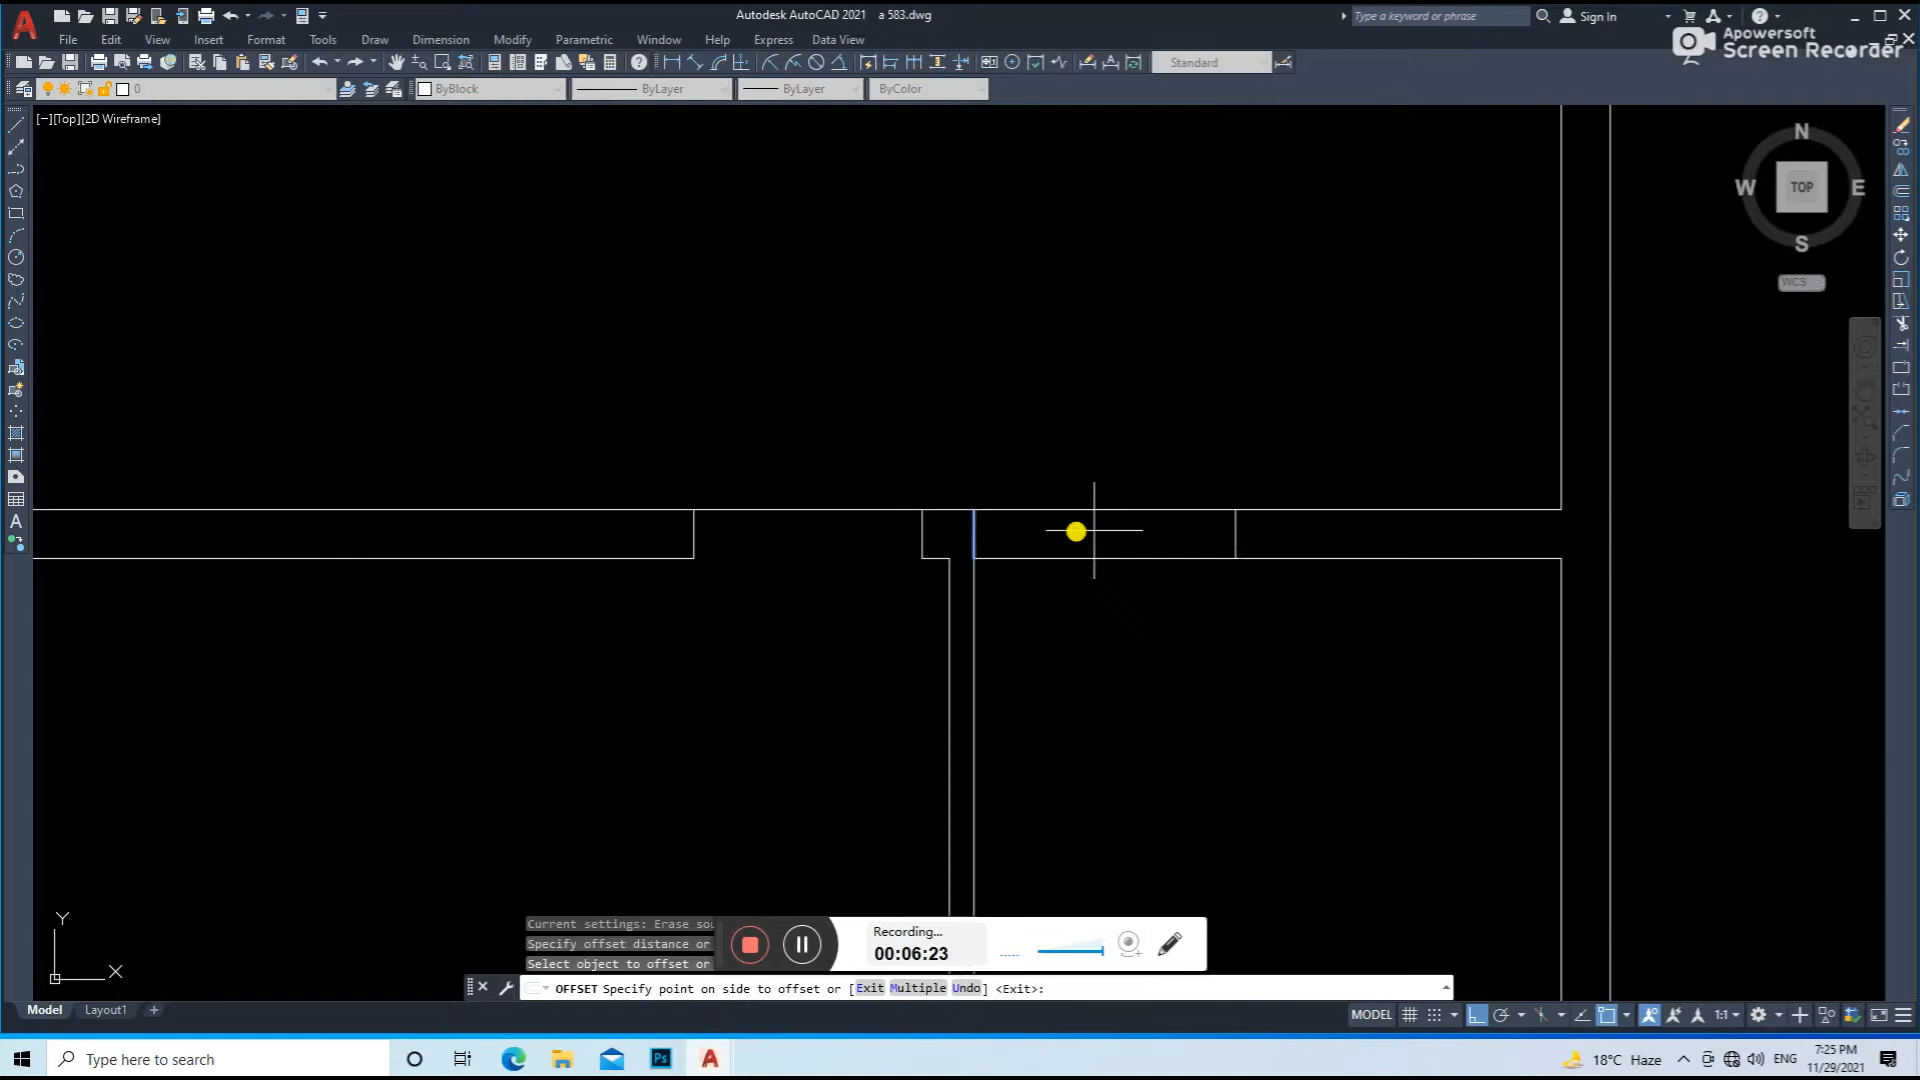 Autodesk AutoCAD 2021 a 583.dwg
Type a keyword or phrase
Sign In
Apowersoft
Screen Recorder
File Edit View Insert Format Tools Draw Dimension Modify Parametric Window Help Express Data View
Standard
0
ByBlock
ByLayer
ByLayer
ByColor
[−][Top][2D Wireframe]
N
W TOP E
S
WCS
A
Y
X
Current settings: Erase sou
Specify offset distance or
Select object to offset or
Recording...
00:06:23
OFFSET Specify point on side to offset or [Exit Multiple Undo] <Exit>:
Model Layout1
MODEL
1:1
Type here to search
Ps
18°C Haze
ENG
7:25 PM
11/29/2021